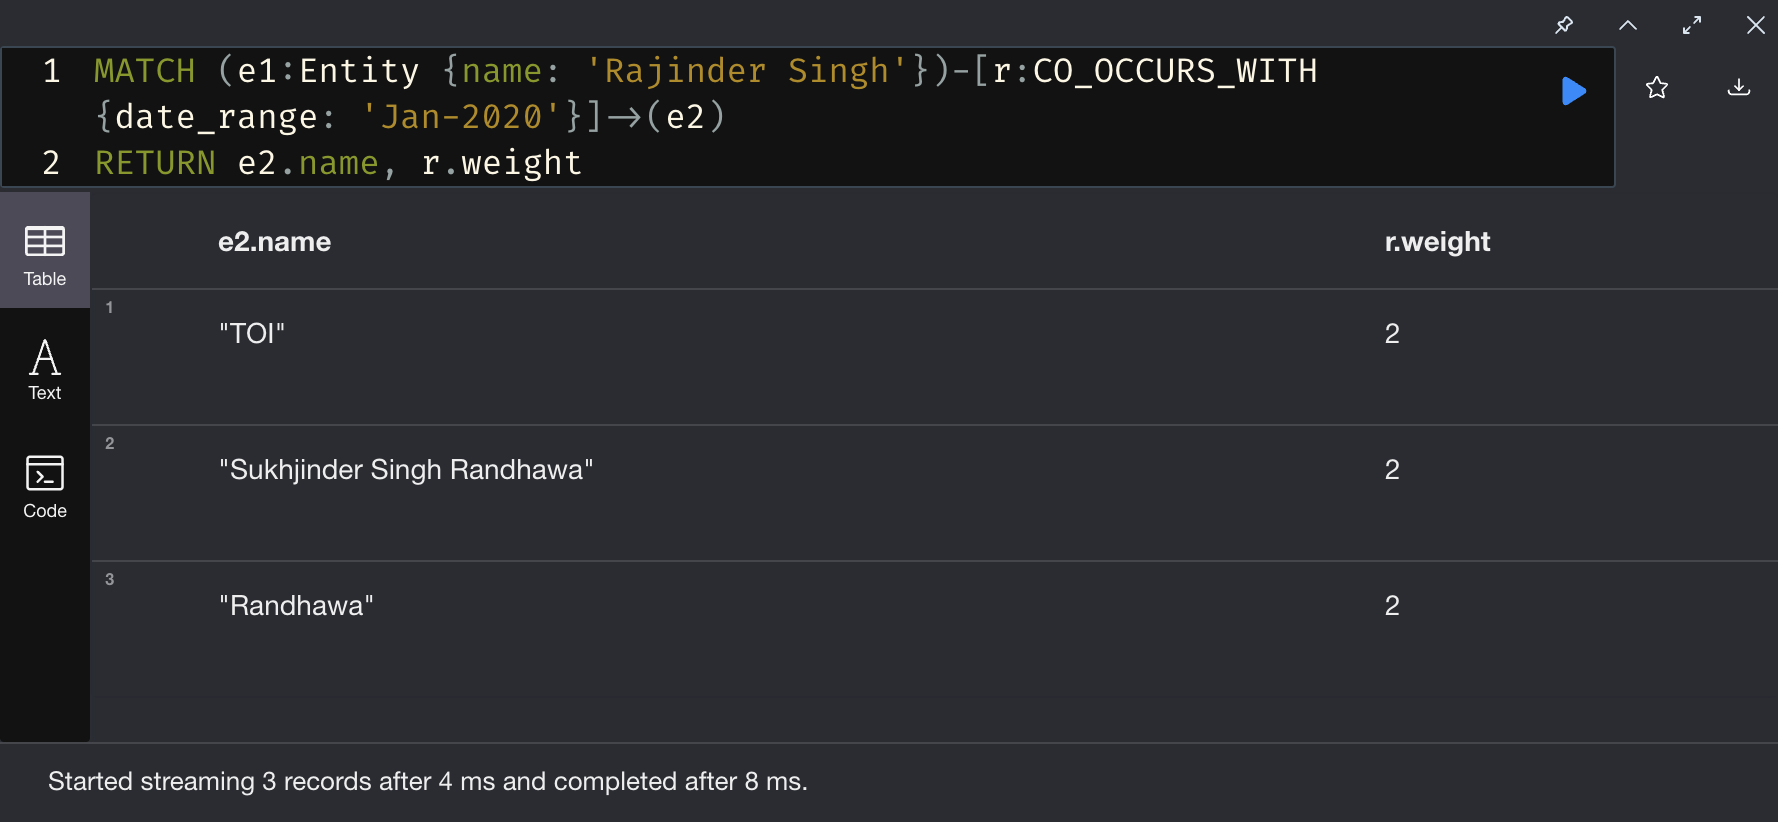 1 MATCH (e1:Entity {name: 'Rajinder Singh'})-[r:CO_OCCURS_WITH
{date_range: 'Jan-2020'}]->(e2)
2 RETURN e2.name, r.weight
e2.name r.weight
Table
1
"TOI" 2
Text
2
"Sukhjinder Singh Randhawa" 2
Code
3
"Randhawa" 2
Started streaming 3 records after 4 ms and completed after 8 ms.